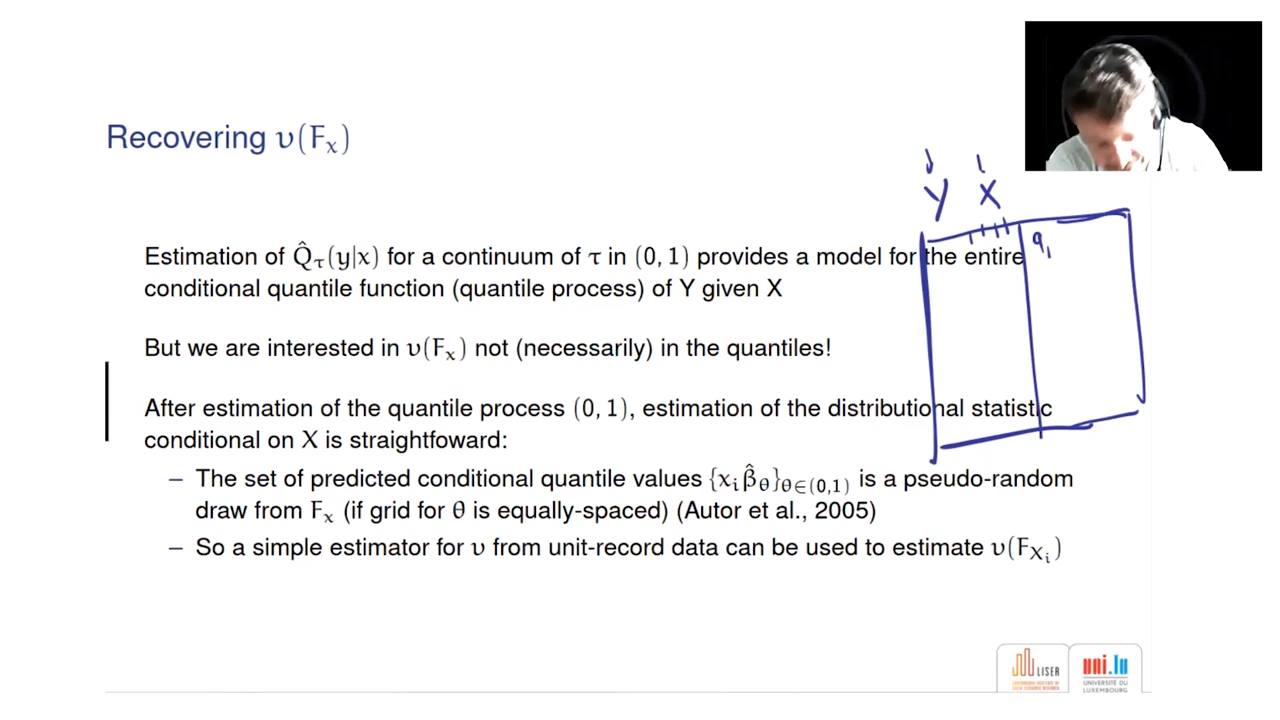 Recovering υ(Fₓ)
Y X
q₁
Estimation of Q̂τ(y|x) for a continuum of τ in (0, 1) provides a model for the entire
conditional quantile function (quantile process) of Y given X
But we are interested in υ(Fₓ) not (necessarily) in the quantiles!
After estimation of the quantile process (0, 1), estimation of the distributional statistic
conditional on X is straightfoward:
– The set of predicted conditional quantile values {xᵢβ̂θ}θ∈(0,1) is a pseudo-random
draw from Fₓ (if grid for θ is equally-spaced) (Autor et al., 2005)
– So a simple estimator for υ from unit-record data can be used to estimate υ(F_Xᵢ)
LISER
uni.lu
UNIVERSITÉ DU
LUXEMBOURG